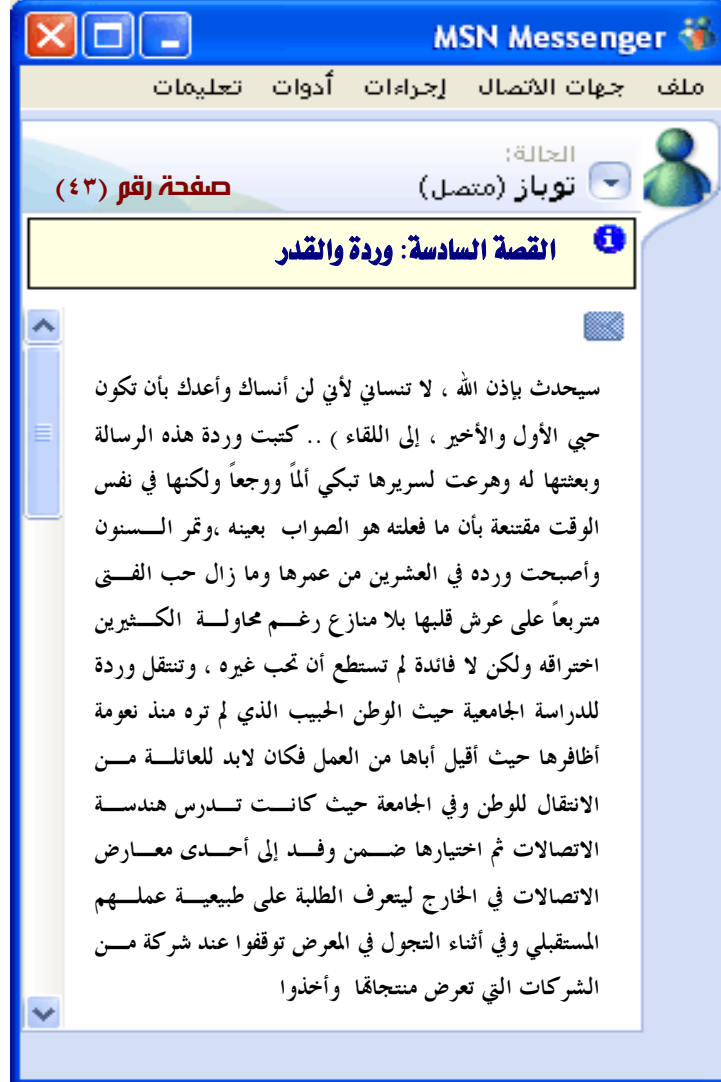 MSN Messenger
ملف جهات الاتصال إجراءات أدوات تعليمات
الحالة:
توباز (متصل)
صفحة رقم (٤٣)
القصة السادسة: وردة والقدر
سيحدث بإذن الله ، لا تنساني لأني لن أنساك وأعدك بأن تكون
حبي الأول والأخير ، إلى اللقاء ) .. كتبت وردة هذه الرسالة
وبعثتها له وهرعت لسريرها تبكي ألماً ووجعاً ولكنها في نفس
الوقت مقتنعة بأن ما فعلته هو الصواب بعينه ،وتمر السنون
وأصبحت ورده في العشرين من عمرها وما زال حب الفتى
متربعاً على عرش قلبها بلا منازع رغم محاولة الكثيرين
اختراقه ولكن لا فائدة لم تستطع أن تحب غيره ، وتنتقل وردة
للدراسة الجامعية حيث الوطن الحبيب الذي لم تره منذ نعومة
أظافرها حيث أقيل أباها من العمل فكان لابد للعائلة من
الانتقال للوطن وفي الجامعة حيث كانت تدرس هندسة
الاتصالات تم اختيارها ضمن وفد إلى أحدى معارض
الاتصالات في الخارج ليتعرف الطلبة على طبيعية عملهم
المستقبلي وفي أثناء التجول في المعرض توقفوا عند شركة من
الشركات التي تعرض منتجاتها وأخذوا